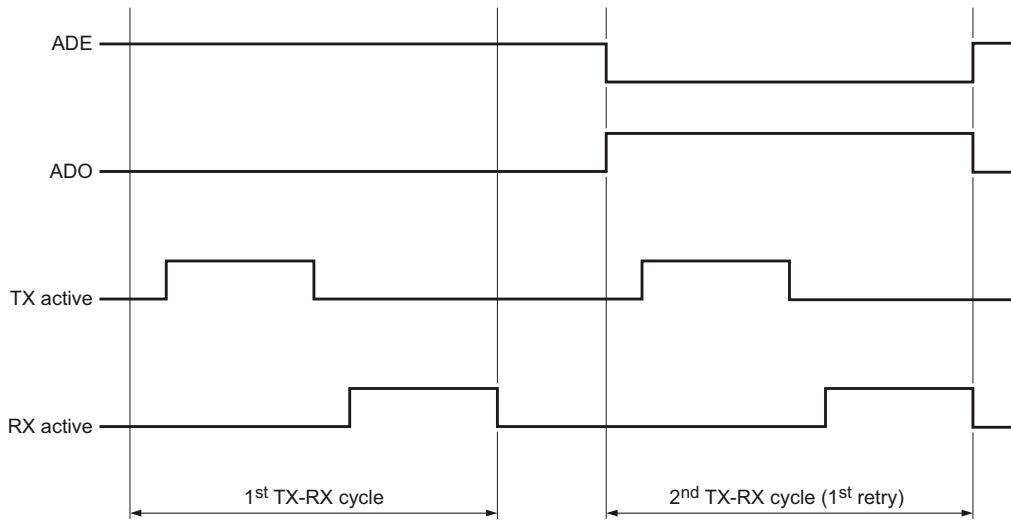 ADE
ADO
TX active
RX active
1st TX-RX cycle
2nd TX-RX cycle (1st retry)